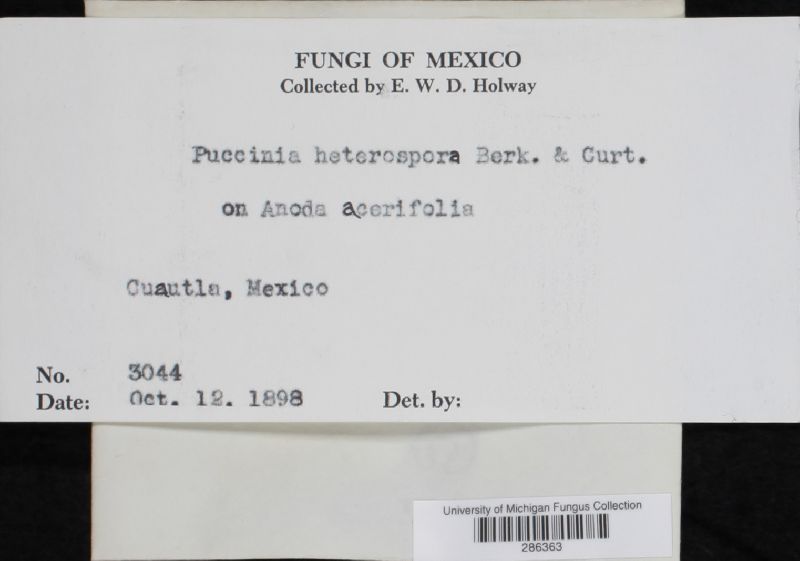 FUNGI OF MEXICO
Collected by E. W. D. Holway
Puccinia heterospora Berk. & Curt.
on Anoda acerifolia
Cuautla, Mexico
No. 3044
Date: Oct. 12. 1898 Det. by:
University of Michigan Fungus Collection
286363